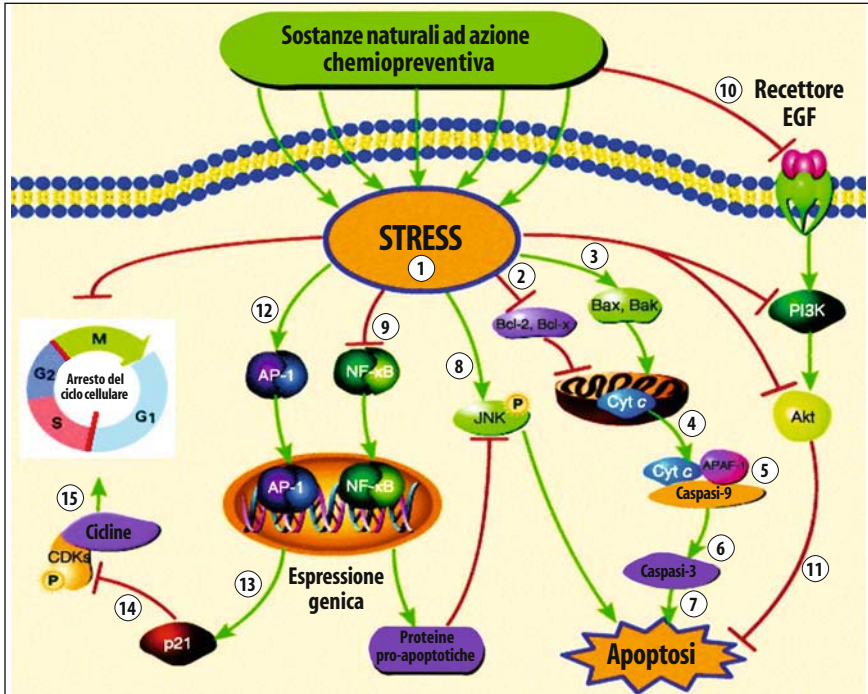 Sostanze naturali ad azione
chemiopreventiva
10
Recettore
EGF
STRESS
1
2
3
12
9
8
Bax, Bak
Bcl-2, Bcl-x
PI3K
M
G2
Arresto del
ciclo cellulare
S
G1
AP-1
NF-κB
JNK
P
Cyt c
4
Akt
Cyt c
APAF-1
5
Caspasi-9
AP-1
NF-κB
15
Cicline
CDKs
P
6
Caspasi-3
11
13
Espressione
genica
14
7
p21
Proteine
pro-apoptotiche
Apoptosi